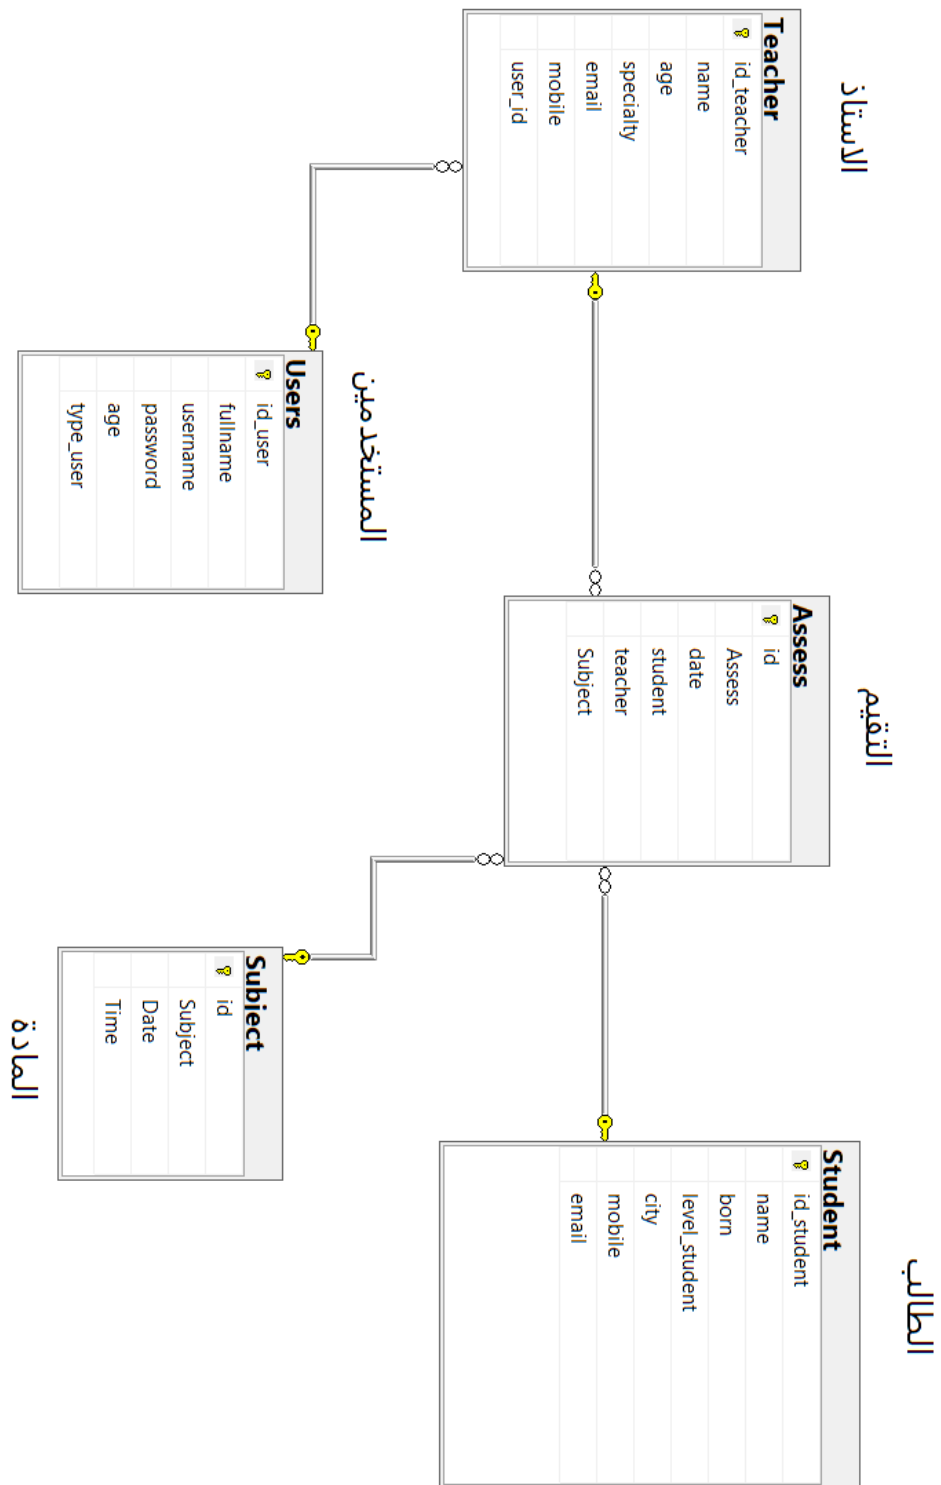 الاستاذ
Teacher
id_teacher
name
age
specialty
email
mobile
user_id
المستخدمين
Users
id_user
fullname
username
password
age
type_user
التقيم
Assess
id
Assess
date
student
teacher
Subject
المادة
Subject
id
Subject
Date
Time
الطالب
Student
id_student
name
born
level_student
city
mobile
email